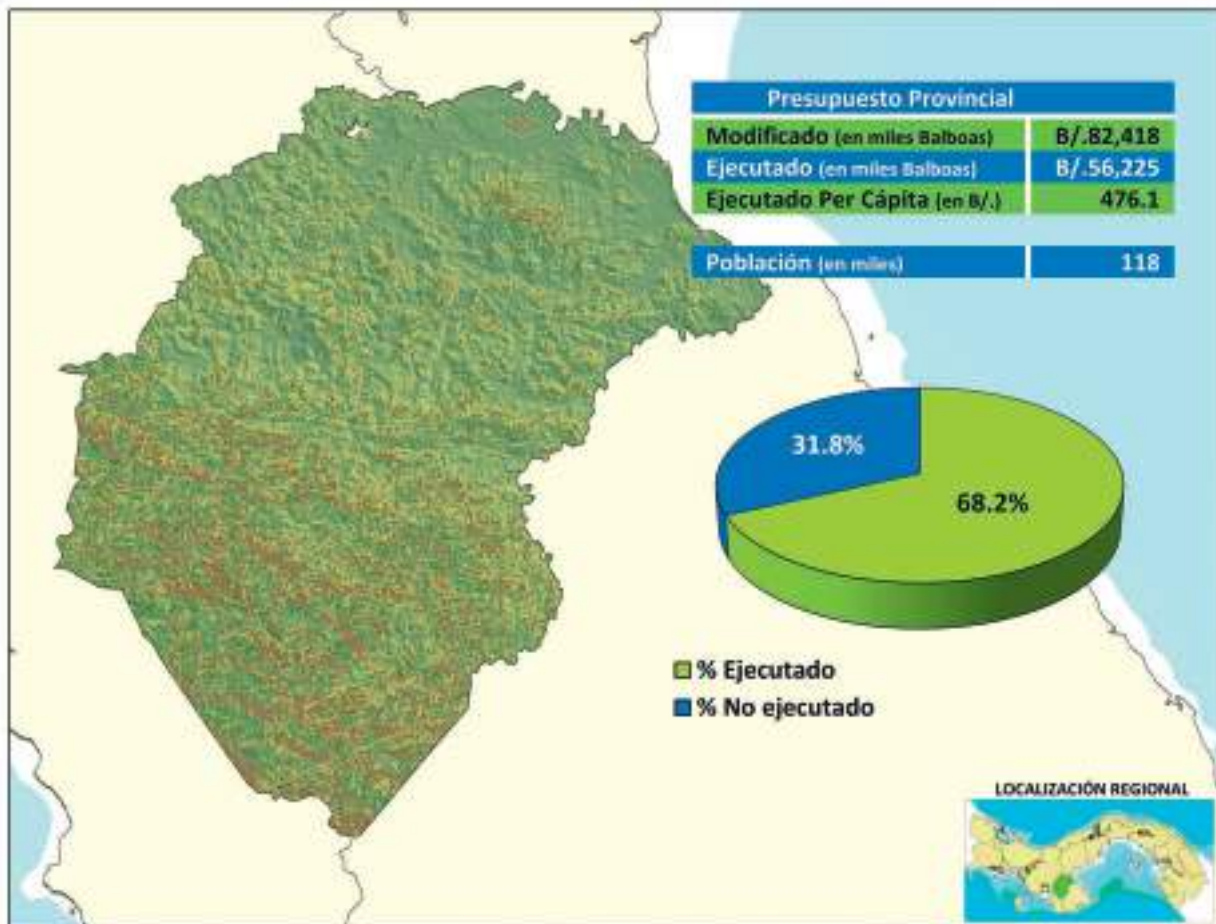 Presupuesto Provincial
Modificado (en miles Balboas) B/.82,418
Ejecutado (en miles Balboas) B/.56,225
Ejecutado Per Cápita (en B/.) 476.1
Población (en miles) 118
31.8%
68.2%
% Ejecutado
% No ejecutado
LOCALIZACIÓN REGIONAL